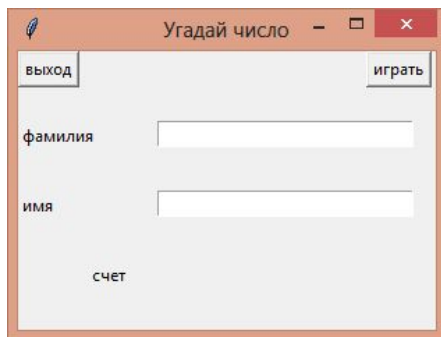 Угадай число
выход играть
фамилия
имя
счет